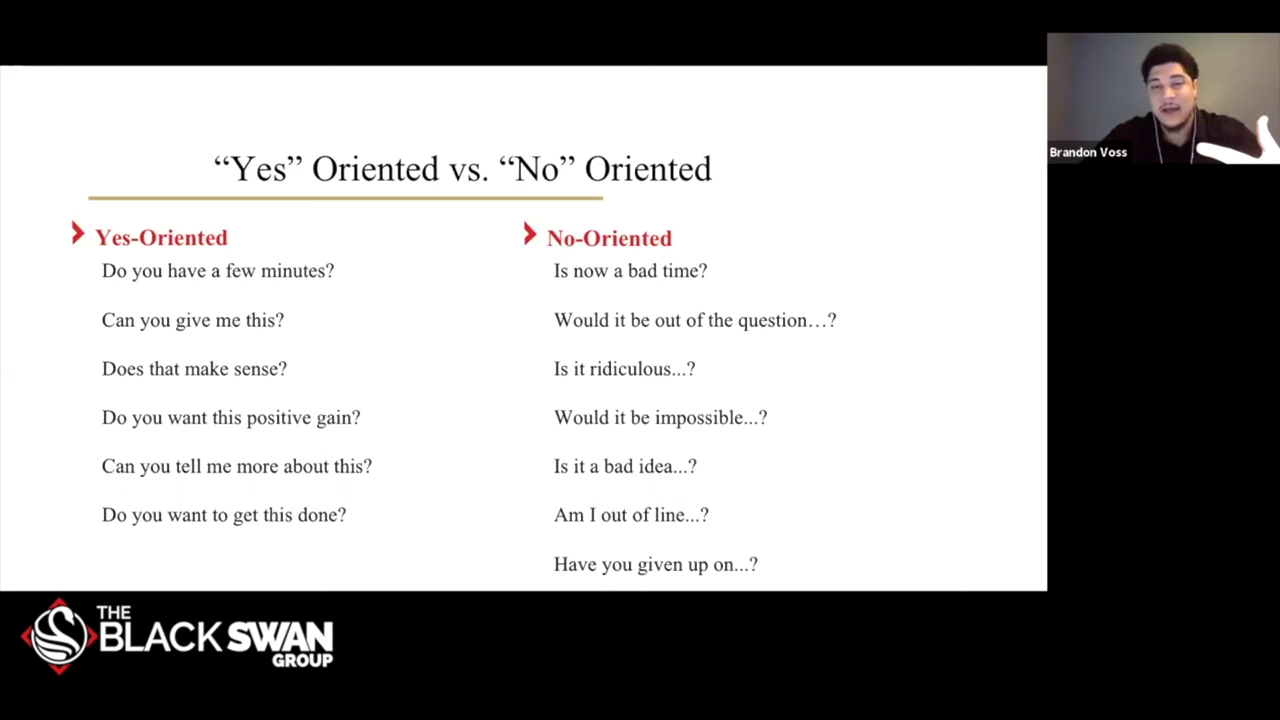 “Yes” Oriented vs. “No” Oriented
Yes-Oriented
Do you have a few minutes?
Can you give me this?
Does that make sense?
Do you want this positive gain?
Can you tell me more about this?
Do you want to get this done?
No-Oriented
Is now a bad time?
Would it be out of the question…?
Is it ridiculous...?
Would it be impossible...?
Is it a bad idea...?
Am I out of line...?
Have you given up on...?
Brandon Voss
THE
BLACK SWAN
GROUP